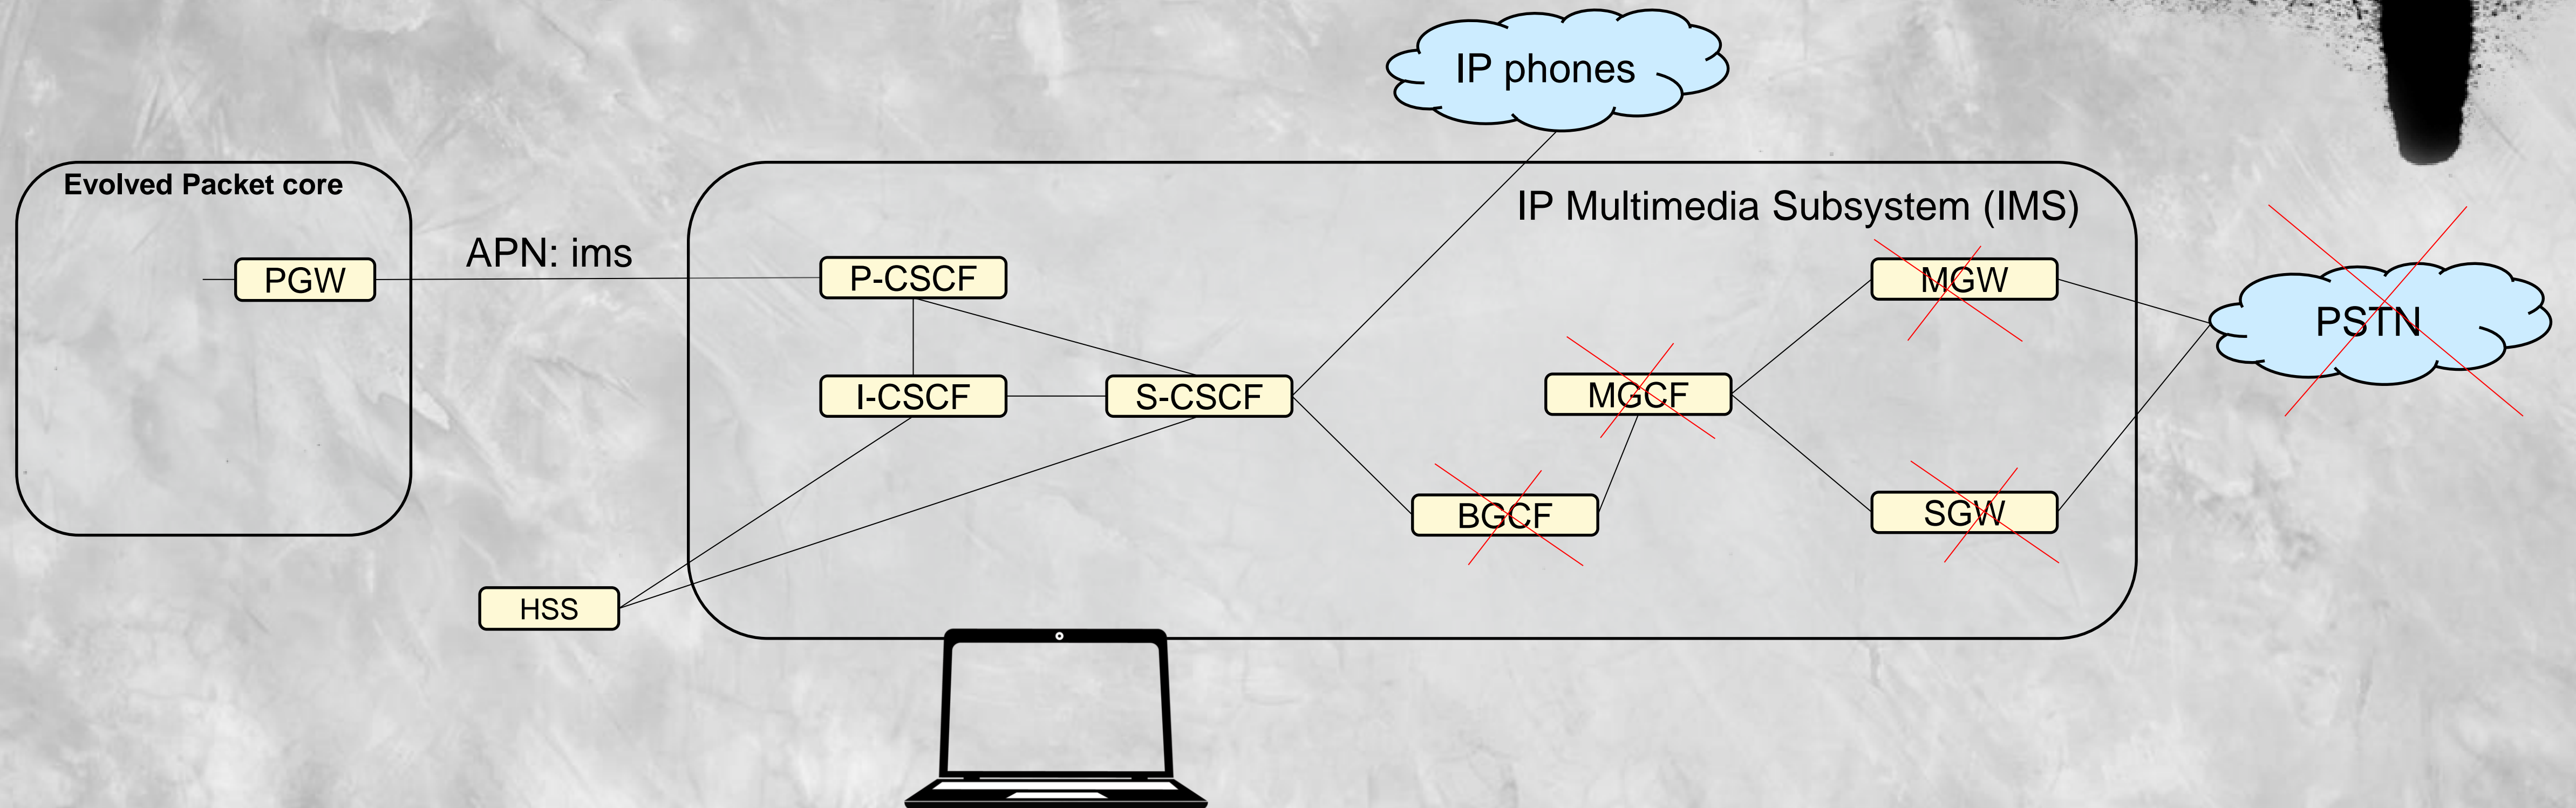 IP phones
Evolved Packet core
IP Multimedia Subsystem (IMS)
APN: ims
PGW
P-CSCF
MGW
PSTN
I-CSCF
S-CSCF
MGCF
BGCF
SGW
HSS